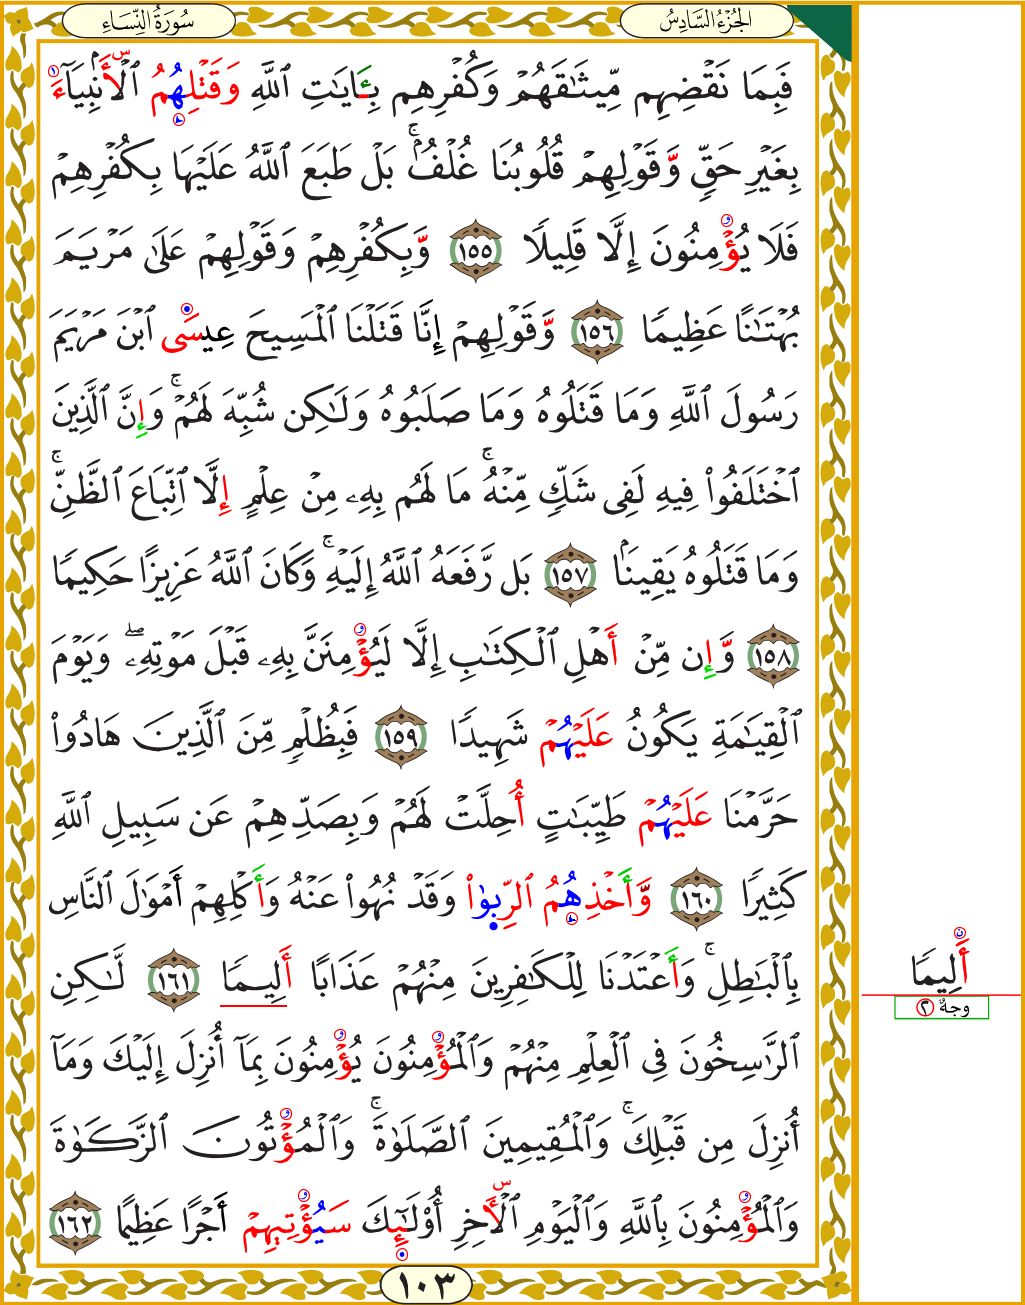 الجُزْءُ السَّادِسُ
سُورَةُ النِّسَاءِ
فَبِمَا نَقْضِهِم مِّيثَٰقَهُمْ وَكُفْرِهِم بِـَٔايَٰتِ ٱللَّهِ وَقَتْلِهِمُ ٱلْأَنۢبِيَآءَ
بِغَيْرِ حَقٍّ وَقَوْلِهِمْ قُلُوبُنَا غُلْفٌۢ ۚ بَلْ طَبَعَ ٱللَّهُ عَلَيْهَا بِكُفْرِهِمْ
فَلَا يُؤْمِنُونَ إِلَّا قَلِيلًا ١٥٥ وَبِكُفْرِهِمْ وَقَوْلِهِمْ عَلَىٰ مَرْيَمَ
بُهْتَٰنًا عَظِيمًا ١٥٦ وَقَوْلِهِمْ إِنَّا قَتَلْنَا ٱلْمَسِيحَ عِيسَى ٱبْنَ مَرْيَمَ
رَسُولَ ٱللَّهِ وَمَا قَتَلُوهُ وَمَا صَلَبُوهُ وَلَٰكِن شُبِّهَ لَهُمْ ۚ وَإِنَّ ٱلَّذِينَ
ٱخْتَلَفُوا۟ فِيهِ لَفِى شَكٍّ مِّنْهُ ۚ مَا لَهُم بِهِۦ مِنْ عِلْمٍ إِلَّا ٱتِّبَاعَ ٱلظَّنِّ ۚ
وَمَا قَتَلُوهُ يَقِينًۢا ١٥٧ بَل رَّفَعَهُ ٱللَّهُ إِلَيْهِ ۚ وَكَانَ ٱللَّهُ عَزِيزًا حَكِيمًا
١٥٨ وَإِن مِّنْ أَهْلِ ٱلْكِتَٰبِ إِلَّا لَيُؤْمِنَنَّ بِهِۦ قَبْلَ مَوْتِهِۦ ۖ وَيَوْمَ
ٱلْقِيَٰمَةِ يَكُونُ عَلَيْهُمْ شَهِيدًا ١٥٩ فَبِظُلْمٍ مِّنَ ٱلَّذِينَ هَادُوا۟
حَرَّمْنَا عَلَيْهُمْ طَيِّبَٰتٍ أُحِلَّتْ لَهُمْ وَبِصَدِّهِمْ عَن سَبِيلِ ٱللَّهِ
كَثِيرًا ١٦٠ وَأَخْذِهِمُ ٱلرِّبَوٰا۟ وَقَدْ نُهُوا۟ عَنْهُ وَأَكْلِهِمْ أَمْوَٰلَ ٱلنَّاسِ
بِٱلْبَٰطِلِ ۚ وَأَعْتَدْنَا لِلْكَٰفِرِينَ مِنْهُمْ عَذَابًا أَلِيمًا ١٦١ لَّٰكِنِ
ٱلرَّٰسِخُونَ فِى ٱلْعِلْمِ مِنْهُمْ وَٱلْمُؤْمِنُونَ يُؤْمِنُونَ بِمَآ أُنزِلَ إِلَيْكَ وَمَآ
أُنزِلَ مِن قَبْلِكَ ۚ وَٱلْمُقِيمِينَ ٱلصَّلَوٰةَ ۚ وَٱلْمُؤْتُونَ ٱلزَّكَوٰةَ
وَٱلْمُؤْمِنُونَ بِٱللَّهِ وَٱلْيَوْمِ ٱلْأَخِرِ أُو۟لَٰٓئِكَ سَيُؤْتِيهِمْ أَجْرًا عَظِيمًا ١٦٢
أَلِيمًا
وجهٌ ٢
١٠٣